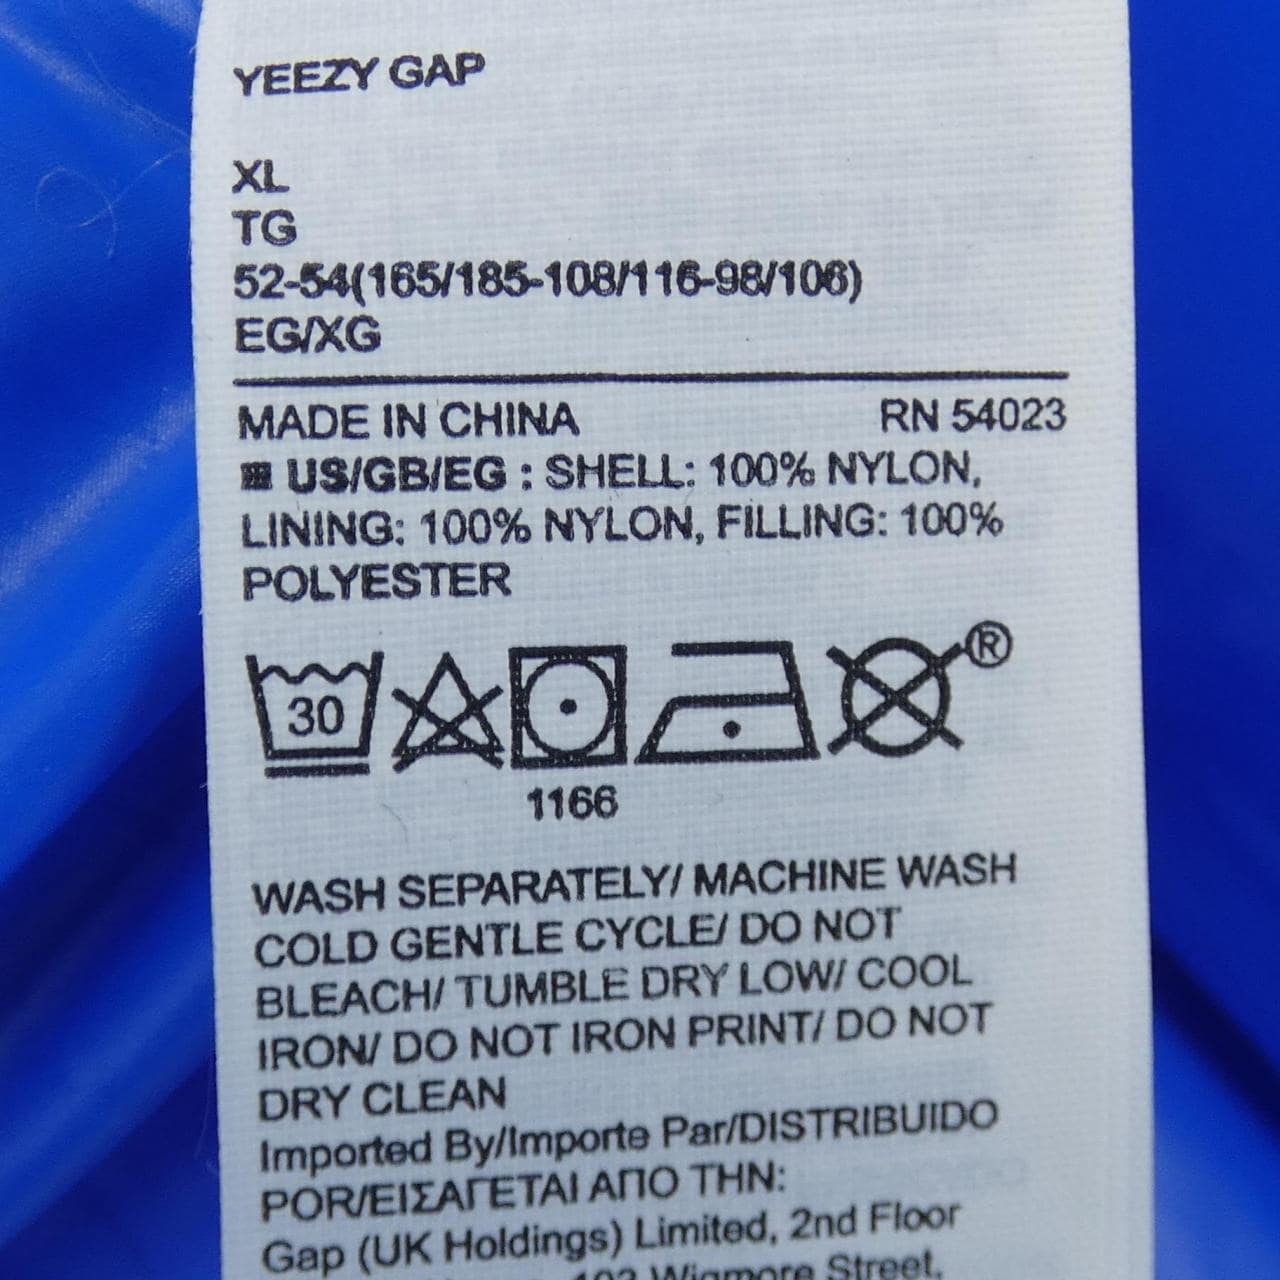 YEEZY GAP
XL
TG
52-54(165/185-108/116-98/106)
EG/XG
MADE IN CHINA RN 54023
US/GB/EG : SHELL: 100% NYLON,
LINING: 100% NYLON, FILLING: 100%
POLYESTER
30
®
1166
WASH SEPARATELY/ MACHINE WASH
COLD GENTLE CYCLE/ DO NOT
BLEACH/ TUMBLE DRY LOW/ COOL
IRON/ DO NOT IRON PRINT/ DO NOT
DRY CLEAN
Imported By/Importe Par/DISTRIBUIDO
POR/ΕΙΣΑΓΕΤΑΙ ΑΠΟ ΤΗΝ:
Gap (UK Holdings) Limited, 2nd Floor
Wigmore Street,